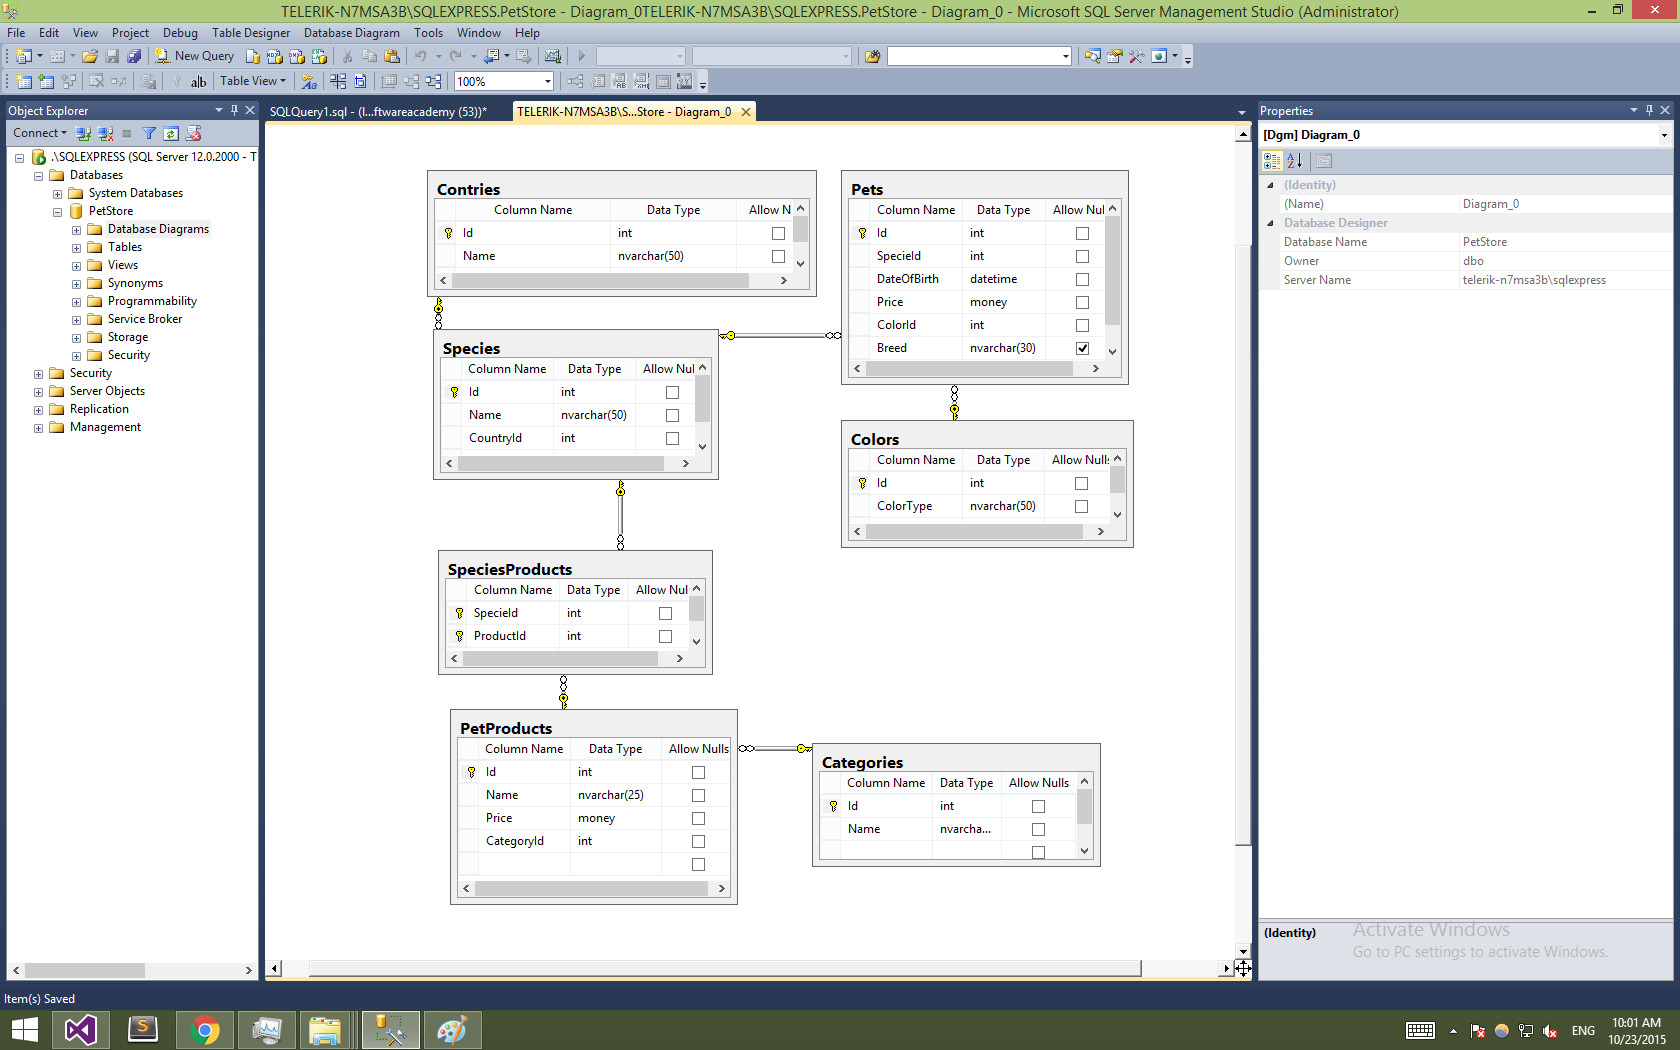 TELERIK-N7MSA3B\SQLEXPRESS.PetStore - Diagram_0TELERIK-N7MSA3B\SQLEXPRESS.PetStore - Diagram_0 - Microsoft SQL Server Management Studio (Administrator)
File Edit View Project Debug Table Designer Database Diagram Tools Window Help
New Query
ab Table View 100%
Object Explorer
SQLQuery1.sql - (l...ftwareacademy (53))*
TELERIK-N7MSA3B\S...Store - Diagram_0
Properties
Connect
.\SQLEXPRESS (SQL Server 12.0.2000 - T
Databases
System Databases
PetStore
Database Diagrams
Tables
Views
Synonyms
Programmability
Service Broker
Storage
Security
Security
Server Objects
Replication
Management
Contries
Column Name Data Type Allow N
Id int
Name nvarchar(50)
Species
Column Name Data Type Allow Nul
Id int
Name nvarchar(50)
CountryId int
SpeciesProducts
Column Name Data Type Allow Nul
SpecieId int
ProductId int
PetProducts
Column Name Data Type Allow Nulls
Id int
Name nvarchar(25)
Price money
CategoryId int
Pets
Column Name Data Type Allow Nul
Id int
SpecieId int
DateOfBirth datetime
Price money
ColorId int
Breed nvarchar(30)
Colors
Column Name Data Type Allow Nulls
Id int
ColorType nvarchar(50)
Categories
Column Name Data Type Allow Nulls
Id int
Name nvarcha...
[Dgm] Diagram_0
(Identity)
(Name) Diagram_0
Database Designer
Database Name PetStore
Owner dbo
Server Name telerik-n7msa3b\sqlexpress
(Identity)
Activate Windows
Go to PC settings to activate Windows.
Item(s) Saved
ENG
10:01 AM
10/23/2015